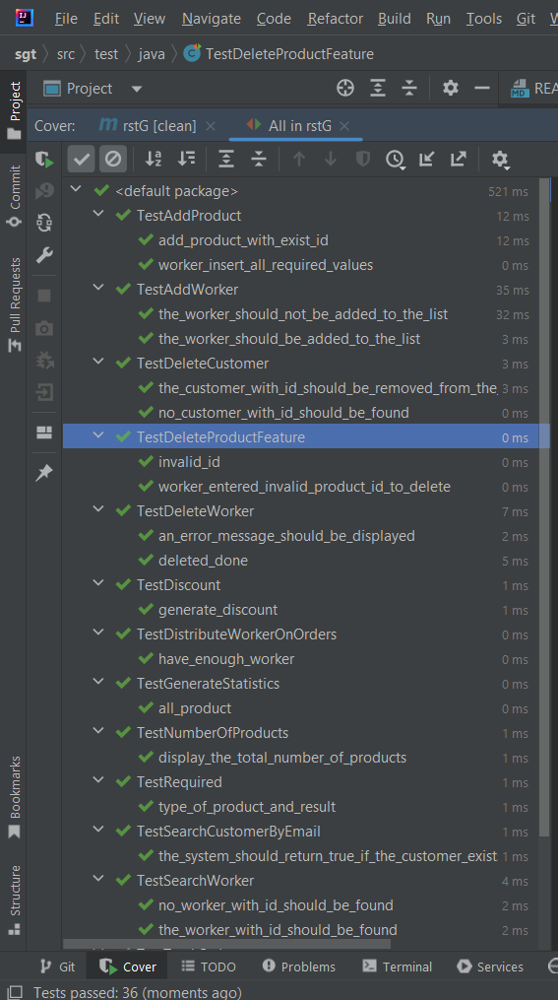 File Edit View Navigate Code Refactor Build Run Tools Git
sgt src test java TestDeleteProductFeature
Project
Project
Commit
Pull Requests
Bookmarks
Structure
Cover: rstG [clean] All in rstG
<default package> 521 ms
TestAddProduct 12 ms
add_product_with_exist_id 12 ms
worker_insert_all_required_values 0 ms
TestAddWorker 35 ms
the_worker_should_not_be_added_to_the_list 32 ms
the_worker_should_be_added_to_the_list 3 ms
TestDeleteCustomer 3 ms
the_customer_with_id_should_be_removed_from_the_ 3 ms
no_customer_with_id_should_be_found 0 ms
TestDeleteProductFeature 0 ms
invalid_id 0 ms
worker_entered_invalid_product_id_to_delete 0 ms
TestDeleteWorker 7 ms
an_error_message_should_be_displayed 2 ms
deleted_done 5 ms
TestDiscount 1 ms
generate_discount 1 ms
TestDistributeWorkerOnOrders 0 ms
have_enough_worker 0 ms
TestGenerateStatistics 0 ms
all_product 0 ms
TestNumberOfProducts 1 ms
display_the_total_number_of_products 1 ms
TestRequired 1 ms
type_of_product_and_result 1 ms
TestSearchCustomerByEmail 1 ms
the_system_should_return_true_if_the_customer_exist 1 ms
TestSearchWorker 4 ms
no_worker_with_id_should_be_found 2 ms
the_worker_with_id_should_be_found 2 ms
Git Cover TODO Problems Terminal Services
Tests passed: 36 (moments ago)